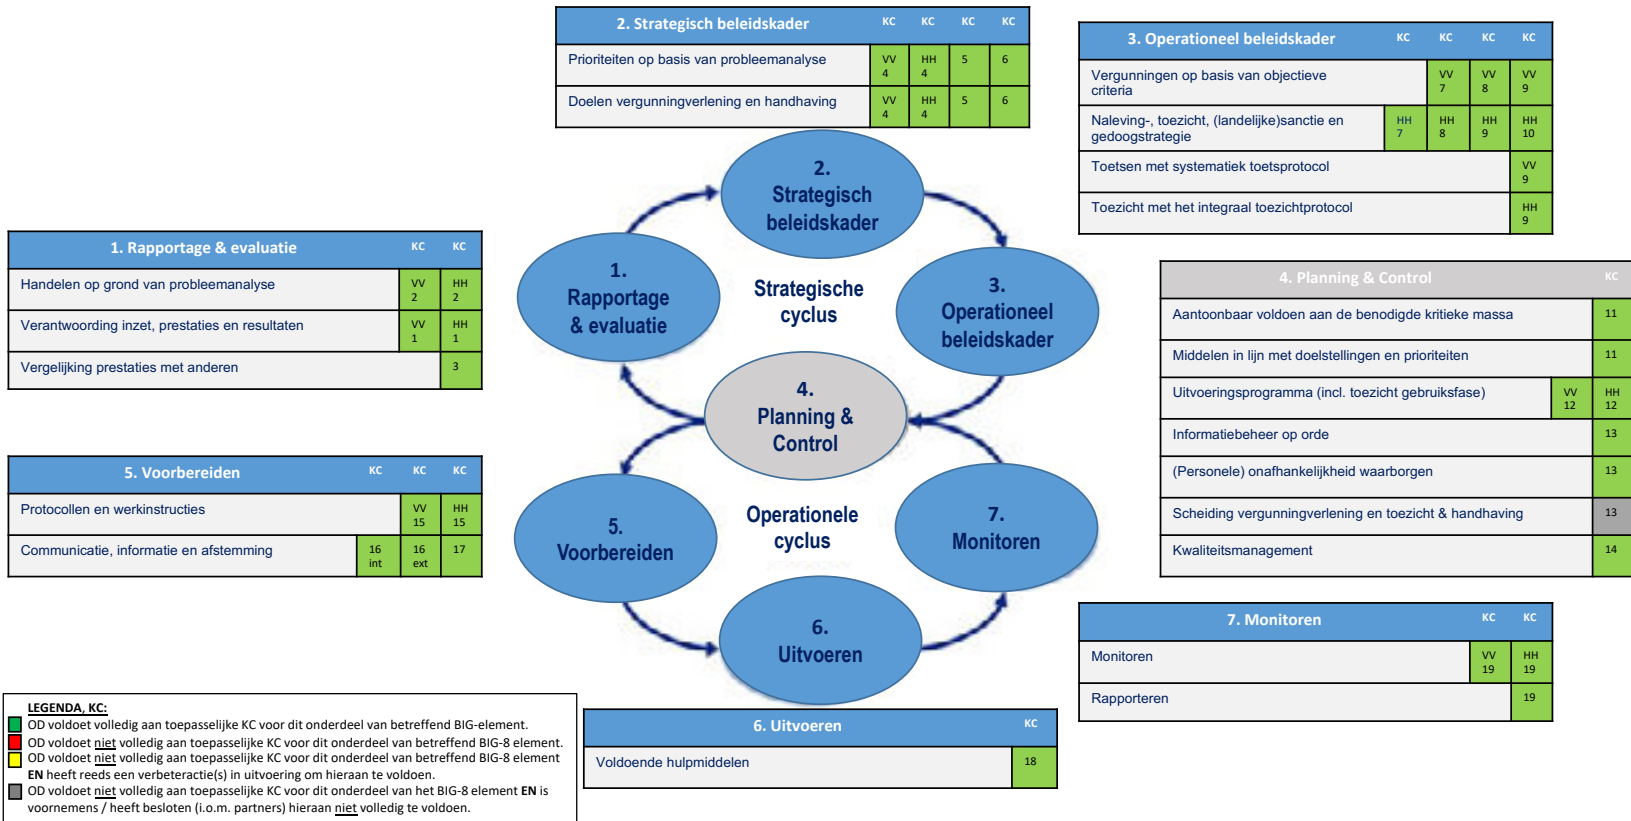 2. Strategisch beleidskader KC KC KC KC
Prioriteiten op basis van probleemanalyse VV 4 HH 4 5 6
Doelen vergunningverlening en handhaving VV 4 HH 4 5 6
3. Operationeel beleidskader KC KC KC KC
Vergunningen op basis van objectieve
criteria VV 7 VV 8 VV 9
Naleving-, toezicht, (landelijke)sanctie en
gedoogstrategie HH 7 HH 8 HH 9 HH 10
Toetsen met systematiek toetsprotocol VV 9
Toezicht met het integraal toezichtprotocol HH 9
1. Rapportage & evaluatie KC KC
Handelen op grond van probleemanalyse VV 2 HH 2
Verantwoording inzet, prestaties en resultaten VV 1 HH 1
Vergelijking prestaties met anderen 3
2.
Strategisch
beleidskader
1.
Rapportage
& evaluatie
Strategische
cyclus
3.
Operationeel
beleidskader
4.
Planning &
Control
5.
Voorbereiden
Operationele
cyclus
7.
Monitoren
6.
Uitvoeren
4. Planning & Control KC
Aantoonbaar voldoen aan de benodigde kritieke massa 11
Middelen in lijn met doelstellingen en prioriteiten 11
Uitvoeringsprogramma (incl. toezicht gebruiksfase) VV 12 HH 12
Informatiebeheer op orde 13
(Personele) onafhankelijkheid waarborgen 13
Scheiding vergunningverlening en toezicht & handhaving 13
Kwaliteitsmanagement 14
5. Voorbereiden KC KC KC
Protocollen en werkinstructies VV 15 HH 15
Communicatie, informatie en afstemming 16 int 16 ext 17
7. Monitoren KC KC
Monitoren VV 19 HH 19
Rapporteren 19
6. Uitvoeren KC
Voldoende hulpmiddelen 18
LEGENDA, KC:
OD voldoet volledig aan toepasselijke KC voor dit onderdeel van betreffend BIG-element.
OD voldoet niet volledig aan toepasselijke KC voor dit onderdeel van betreffend BIG-8 element.
OD voldoet niet volledig aan toepasselijke KC voor dit onderdeel van betreffend BIG-8 element
EN heeft reeds een verbeteractie(s) in uitvoering om hieraan te voldoen.
OD voldoet niet volledig aan toepasselijke KC voor dit onderdeel van het BIG-8 element EN is
voornemens / heeft besloten (i.o.m. partners) hieraan niet volledig te voldoen.